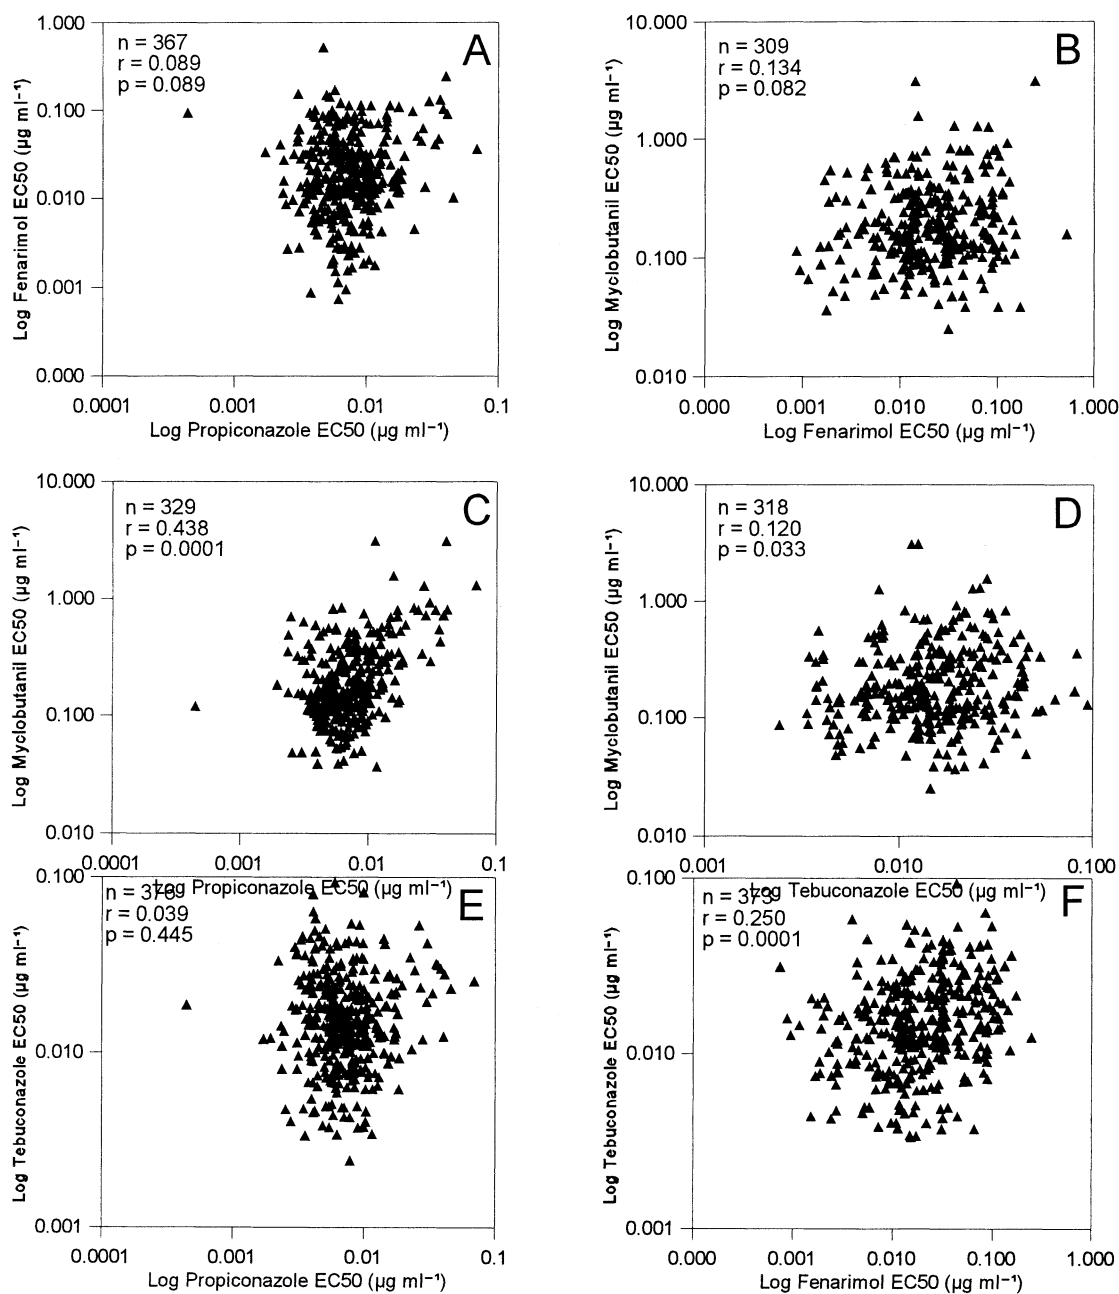 A
n = 367
r = 0.089
p = 0.089
1.000
0.100
0.010
0.001
0.000
Log Fenarimol EC50 (µg ml⁻¹)
0.0001 0.001 0.01 0.1
Log Propiconazole EC50 (µg ml⁻¹)
B
n = 309
r = 0.134
p = 0.082
10.000
1.000
0.100
0.010
Log Myclobutanil EC50 (µg ml⁻¹)
0.000 0.001 0.010 0.100 1.000
Log Fenarimol EC50 (µg ml⁻¹)
C
n = 329
r = 0.438
p = 0.0001
10.000
1.000
0.100
0.010
Log Myclobutanil EC50 (µg ml⁻¹)
0.0001 0.001 0.01 0.1
Log Propiconazole EC50 (µg ml⁻¹)
D
n = 318
r = 0.120
p = 0.033
10.000
1.000
0.100
0.010
Log Myclobutanil EC50 (µg ml⁻¹)
0.001 0.010 0.100
Log Tebuconazole EC50 (µg ml⁻¹)
E
n =
r = 0.039
p = 0.445
0.100
0.010
0.001
Log Tebuconazole EC50 (µg ml⁻¹)
0.0001 0.001 0.01 0.1
Log Propiconazole EC50 (µg ml⁻¹)
F
n =
r = 0.250
p = 0.0001
0.100
0.010
0.001
Log Tebuconazole EC50 (µg ml⁻¹)
0.000 0.001 0.010 0.100 1.000
Log Fenarimol EC50 (µg ml⁻¹)